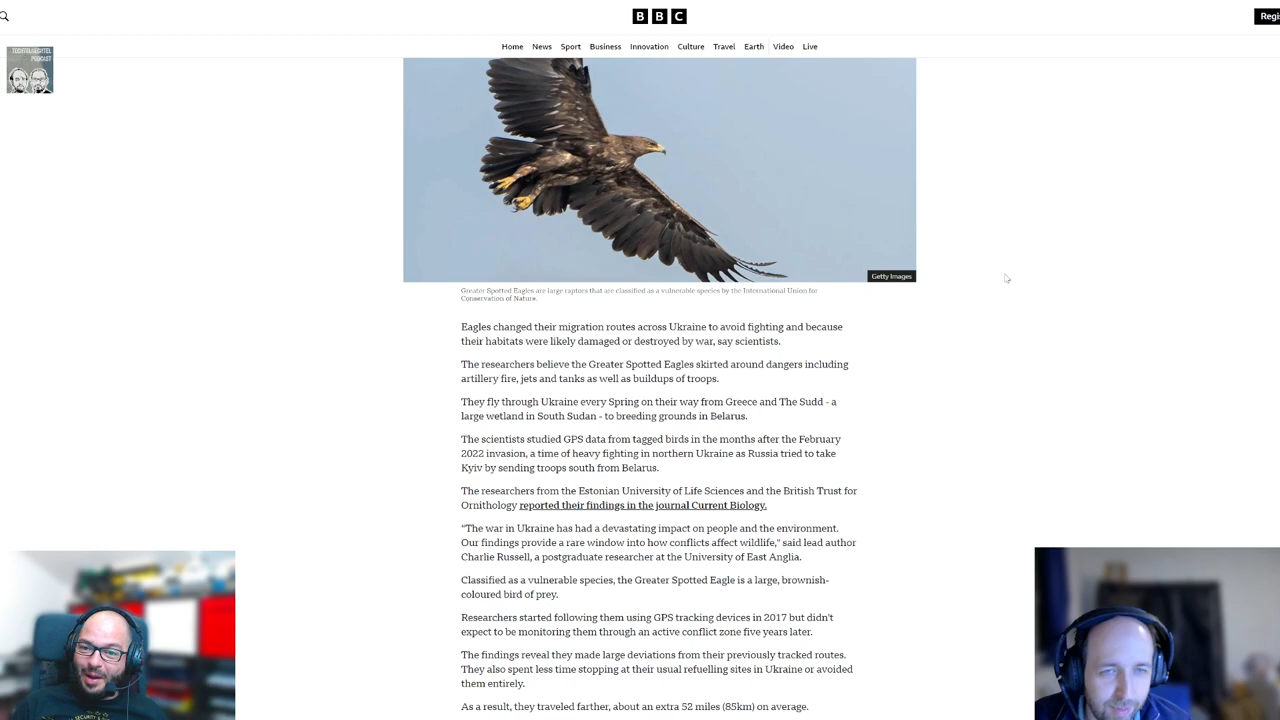 BBC
Regi
Home News Sport Business Innovation Culture Travel Earth Video Live
TECHTELMECHTEL
PODCAST
Getty Images
Greater Spotted Eagles are large raptors that are classified as a vulnerable species by the International Union for
Conservation of Nature.
Eagles changed their migration routes across Ukraine to avoid fighting and because
their habitats were likely damaged or destroyed by war, say scientists.
The researchers believe the Greater Spotted Eagles skirted around dangers including
artillery fire, jets and tanks as well as buildups of troops.
They fly through Ukraine every Spring on their way from Greece and The Sudd - a
large wetland in South Sudan - to breeding grounds in Belarus.
The scientists studied GPS data from tagged birds in the months after the February
2022 invasion, a time of heavy fighting in northern Ukraine as Russia tried to take
Kyiv by sending troops south from Belarus.
The researchers from the Estonian University of Life Sciences and the British Trust for
Ornithology reported their findings in the journal Current Biology.
"The war in Ukraine has had a devastating impact on people and the environment.
Our findings provide a rare window into how conflicts affect wildlife," said lead author
Charlie Russell, a postgraduate researcher at the University of East Anglia.
Classified as a vulnerable species, the Greater Spotted Eagle is a large, brownish-
coloured bird of prey.
Researchers started following them using GPS tracking devices in 2017 but didn't
expect to be monitoring them through an active conflict zone five years later.
The findings reveal they made large deviations from their previously tracked routes.
They also spent less time stopping at their usual refuelling sites in Ukraine or avoided
them entirely.
As a result, they traveled farther, about an extra 52 miles (85km) on average.